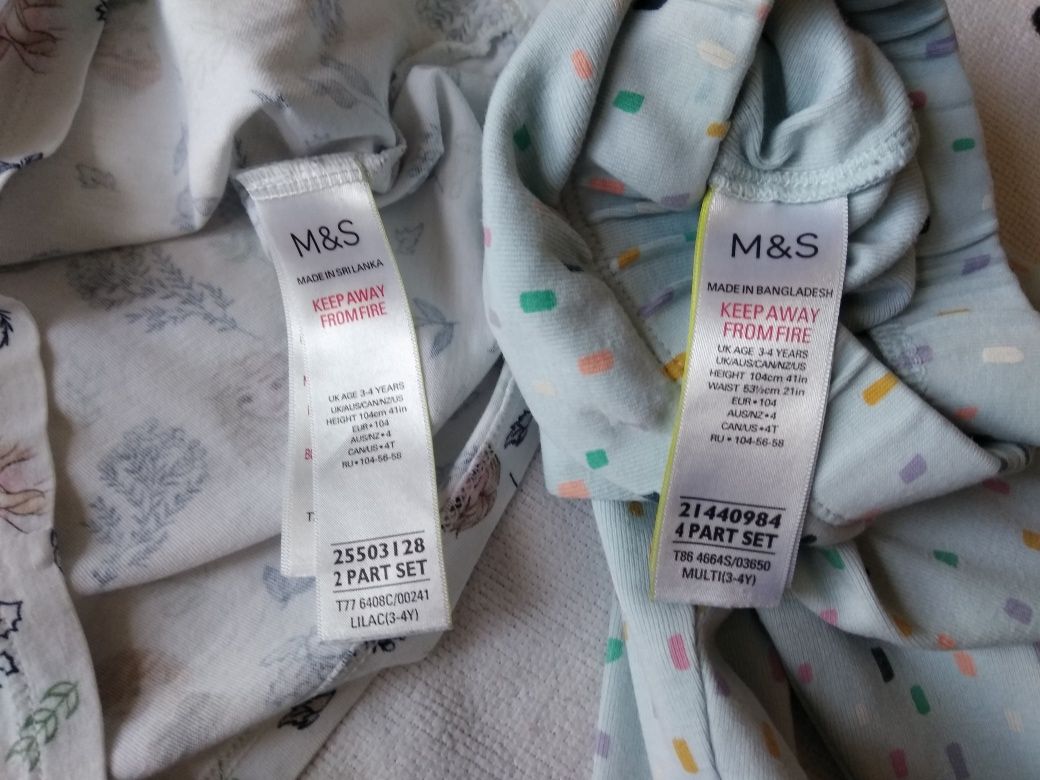 M&S
MADE IN SRI LANKA
KEEP AWAY
FROM FIRE
UK AGE 3-4 YEARS
UK/AUS/CAN/NZ/US
HEIGHT 104cm 41in
EUR•104
AUS/NZ•4
CAN/US•4T
RU•104-56-58
25503128
2 PART SET
T77 6408C/00241
LILAC(3-4Y)
M&S
MADE IN BANGLADESH
KEEP AWAY
FROM FIRE
UK AGE 3-4 YEARS
UK/AUS/CAN/NZ/US
HEIGHT 104cm 41in
WAIST 53½cm 21in
EUR•104
AUS/NZ•4
CAN/US•4T
RU•104-56-58
21440984
4 PART SET
T86 4664S/03650
MULTI(3-4Y)